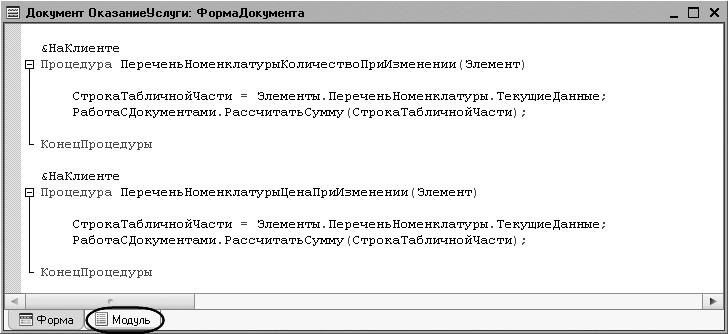 Документ ОказаниеУслуги: ФормаДокумента
&НаКлиенте
Процедура ПереченьНоменклатурыКоличествоПриИзменении(Элемент)
СтрокаТабличнойЧасти = Элементы.ПереченьНоменклатуры.ТекущиеДанные;
РаботаСДокументами.РассчитатьСумму(СтрокаТабличнойЧасти);
КонецПроцедуры
&НаКлиенте
Процедура ПереченьНоменклатурыЦенаПриИзменении(Элемент)
СтрокаТабличнойЧасти = Элементы.ПереченьНоменклатуры.ТекущиеДанные;
РаботаСДокументами.РассчитатьСумму(СтрокаТабличнойЧасти);
КонецПроцедуры
Форма Модуль